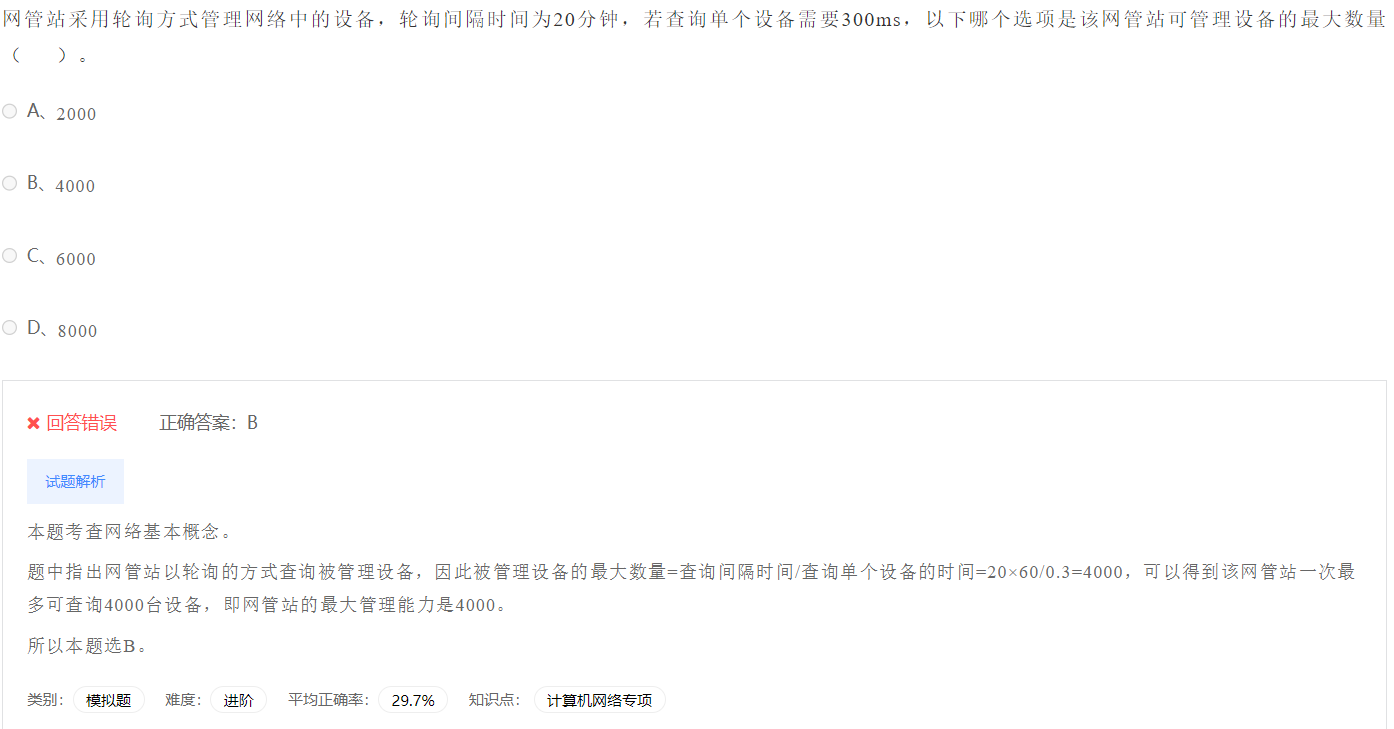 网管站采用轮询方式管理网络中的设备，轮询间隔时间为20分钟，若查询单个设备需要300ms，以下哪个选项是该网管站可管理设备的最大数量
（　　）。
A、2000
B、4000
C、6000
D、8000
✖ 回答错误　正确答案：B
试题解析
本题考查网络基本概念。
题中指出网管站以轮询的方式查询被管理设备，因此被管理设备的最大数量=查询间隔时间/查询单个设备的时间=20×60/0.3=4000，可以得到该网管站一次最
多可查询4000台设备，即网管站的最大管理能力是4000。
所以本题选B。
类别： 模拟题　难度： 进阶　平均正确率： 29.7%　知识点： 计算机网络专项